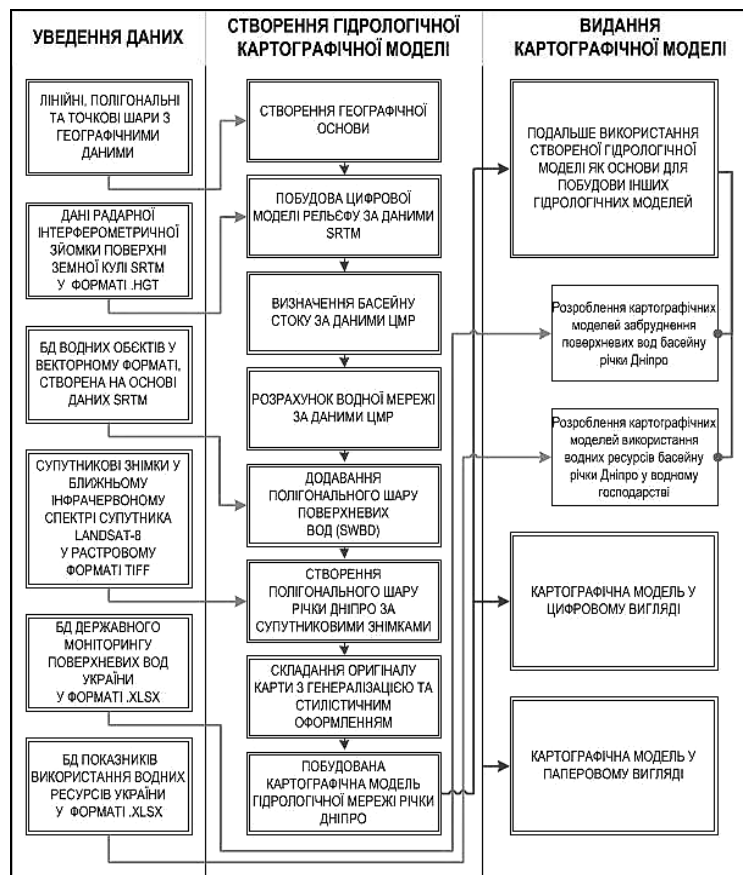 УВЕДЕННЯ ДАНИХ
ЛІНІЙНІ, ПОЛІГОНАЛЬНІ
ТА ТОЧКОВІ ШАРИ З
ГЕОГРАФІЧНИМИ
ДАНИМИ
ДАНІ РАДАРНОЇ
ІНТЕРФЕРОМЕТРИЧНОЇ
ЗЙОМКИ ПОВЕРХНІ
ЗЕМНОЇ КУЛІ SRTM
У ФОРМАТІ .HGT
БД ВОДНИХ ОБЄКТІВ У
ВЕКТОРНОМУ ФОРМАТІ,
СТВОРЕНА НА ОСНОВІ
ДАНИХ SRTM
СУПУТНИКОВІ ЗНІМКИ У
БЛИЖНЬОМУ
ІНФРАЧЕРВОНОМУ
СПЕКТРІ СУПУТНИКА
LANDSAT-8
У РАСТРОВОМУ
ФОРМАТІ TIFF
БД ДЕРЖАВНОГО
МОНІТОРИНГУ
ПОВЕРХНЕВИХ ВОД
УКРАЇНИ
У ФОРМАТІ .XLSX
БД ПОКАЗНИКІВ
ВИКОРИСТАННЯ ВОДНИХ
РЕСУРСІВ УКРАЇНИ
У ФОРМАТІ .XLSX
СТВОРЕННЯ ГІДРОЛОГІЧНОЇ
КАРТОГРАФІЧНОЇ МОДЕЛІ
СТВОРЕННЯ ГЕОГРАФІЧНОЇ
ОСНОВИ
ПОБУДОВА ЦИФРОВОЇ
МОДЕЛІ РЕЛЬЄФУ ЗА ДАНИМИ
SRTM
ВИЗНАЧЕННЯ БАСЕЙНУ
СТОКУ ЗА ДАНИМИ ЦМР
РОЗРАХУНОК ВОДНОЇ МЕРЕЖІ
ЗА ДАНИМИ ЦМР
ДОДАВАННЯ
ПОЛІГОНАЛЬНОГО ШАРУ
ПОВЕРХНЕВИХ
ВОД (SWBD)
СТВОРЕННЯ
ПОЛІГОНАЛЬНОГО ШАРУ
РІЧКИ ДНІПРО ЗА
СУПУТНИКОВИМИ ЗНІМКАМИ
СКЛАДАННЯ ОРИГІНАЛУ
КАРТИ З ГЕНЕРАЛІЗАЦІЄЮ ТА
СТИЛІСТИЧНИМ
ОФОРМЛЕННЯМ
ПОБУДОВАНА
КАРТОГРАФІЧНА МОДЕЛЬ
ГІДРОЛОГІЧНОЇ МЕРЕЖІ РІЧКИ
ДНІПРО
ВИДАННЯ
КАРТОГРАФІЧНОЇ МОДЕЛІ
ПОДАЛЬШЕ ВИКОРИСТАННЯ
СТВОРЕНОЇ ГІДРОЛОГІЧНОЇ
МОДЕЛІ ЯК ОСНОВИ ДЛЯ
ПОБУДОВИ ІНШИХ
ГІДРОЛОГІЧНИХ МОДЕЛЕЙ
Розроблення картографічних
моделей забруднення
поверхневих вод басейну
річки Дніпро
Розроблення картографічних
моделей використання
водних ресурсів басейну
річки Дніпро у водному
господарстві
КАРТОГРАФІЧНА МОДЕЛЬ У
ЦИФРОВОМУ ВИГЛЯДІ
КАРТОГРАФІЧНА МОДЕЛЬ У
ПАПЕРОВОМУ ВИГЛЯДІ